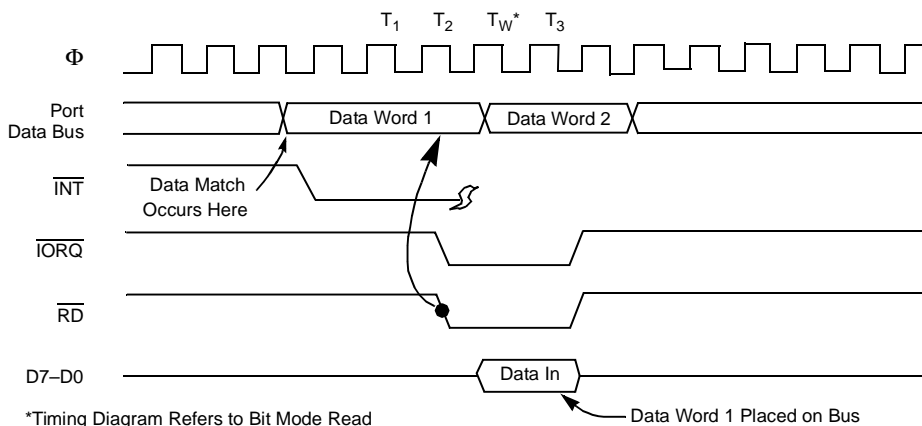 T1 T2 TW* T3
Φ
Port
Data Bus
Data Word 1
Data Word 2
INT
Data Match
Occurs Here
IORQ
RD
D7–D0
Data In
*Timing Diagram Refers to Bit Mode Read
Data Word 1 Placed on Bus